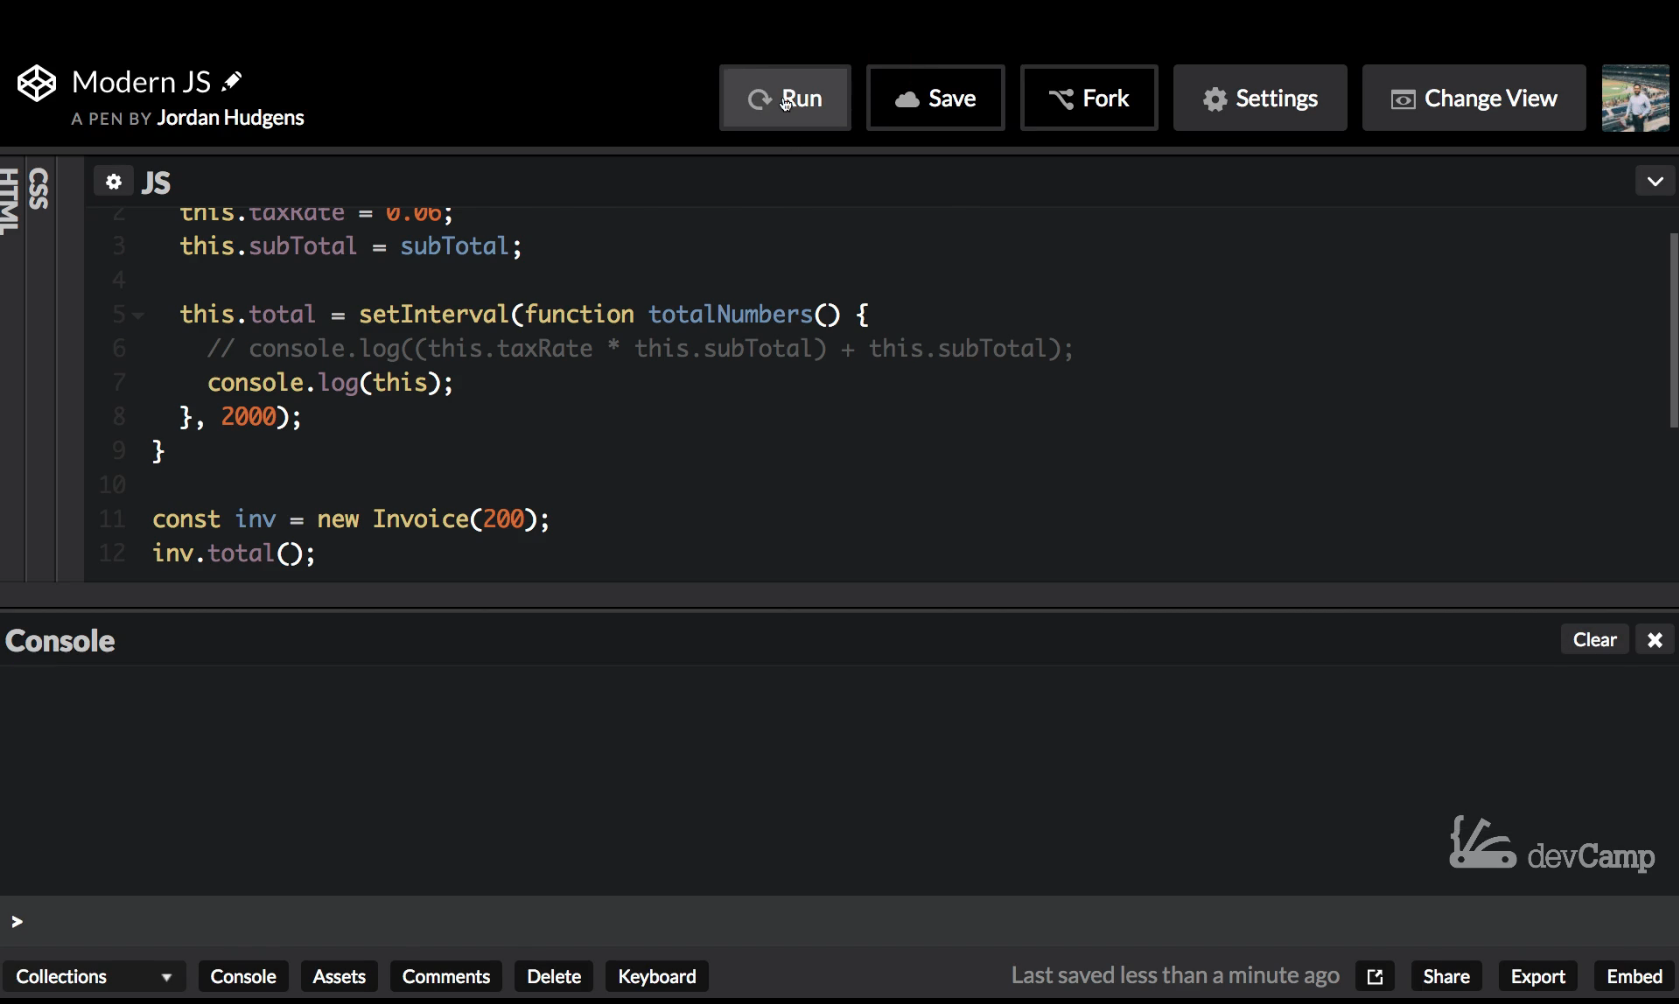 Modern JS
A PEN BY Jordan Hudgens
Run
Save
Fork
Settings
Change View
HTML
CSS
JS
2 this.taxRate = 0.06;
3 this.subTotal = subTotal;
4
5 this.total = setInterval(function totalNumbers() {
6 // console.log((this.taxRate * this.subTotal) + this.subTotal);
7 console.log(this);
8 }, 2000);
9 }
10
11 const inv = new Invoice(200);
12 inv.total();
Console
Clear
devCamp
>
Collections
Console
Assets
Comments
Delete
Keyboard
Last saved less than a minute ago
Share
Export
Embed